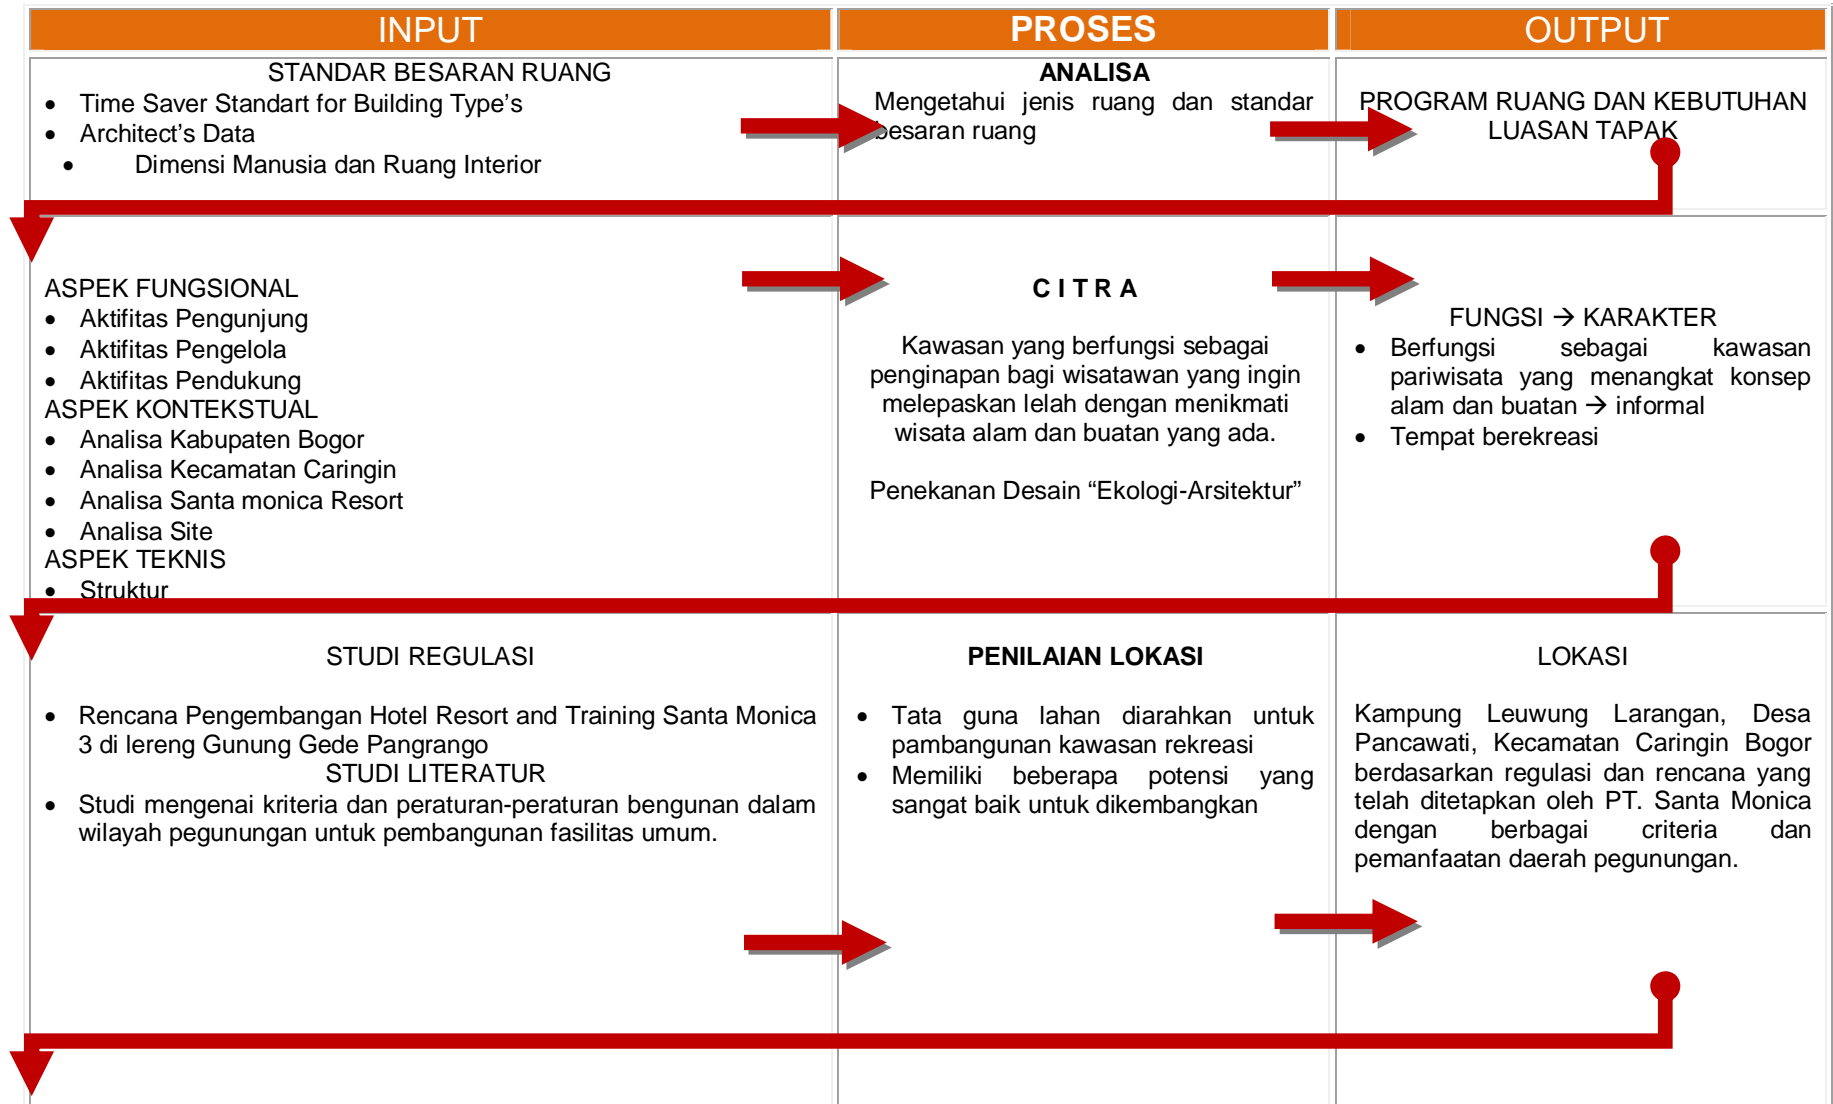 INPUT
PROSES
OUTPUT
STANDAR BESARAN RUANG
• Time Saver Standart for Building Type's
• Architect's Data
• Dimensi Manusia dan Ruang Interior
ANALISA
Mengetahui jenis ruang dan standar
besaran ruang
PROGRAM RUANG DAN KEBUTUHAN
LUASAN TAPAK
ASPEK FUNGSIONAL
• Aktifitas Pengunjung
• Aktifitas Pengelola
• Aktifitas Pendukung
ASPEK KONTEKSTUAL
• Analisa Kabupaten Bogor
• Analisa Kecamatan Caringin
• Analisa Santa monica Resort
• Analisa Site
ASPEK TEKNIS
• Struktur
C I T R A
Kawasan yang berfungsi sebagai
penginapan bagi wisatawan yang ingin
melepaskan lelah dengan menikmati
wisata alam dan buatan yang ada.
Penekanan Desain “Ekologi-Arsitektur”
FUNGSI → KARAKTER
• Berfungsi sebagai kawasan
pariwisata yang menangkat konsep
alam dan buatan → informal
• Tempat berekreasi
STUDI REGULASI
• Rencana Pengembangan Hotel Resort and Training Santa Monica
3 di lereng Gunung Gede Pangrango
STUDI LITERATUR
• Studi mengenai kriteria dan peraturan-peraturan bengunan dalam
wilayah pegunungan untuk pembangunan fasilitas umum.
PENILAIAN LOKASI
• Tata guna lahan diarahkan untuk
pambangunan kawasan rekreasi
• Memiliki beberapa potensi yang
sangat baik untuk dikembangkan
LOKASI
Kampung Leuwung Larangan, Desa
Pancawati, Kecamatan Caringin Bogor
berdasarkan regulasi dan rencana yang
telah ditetapkan oleh PT. Santa Monica
dengan berbagai criteria dan
pemanfaatan daerah pegunungan.